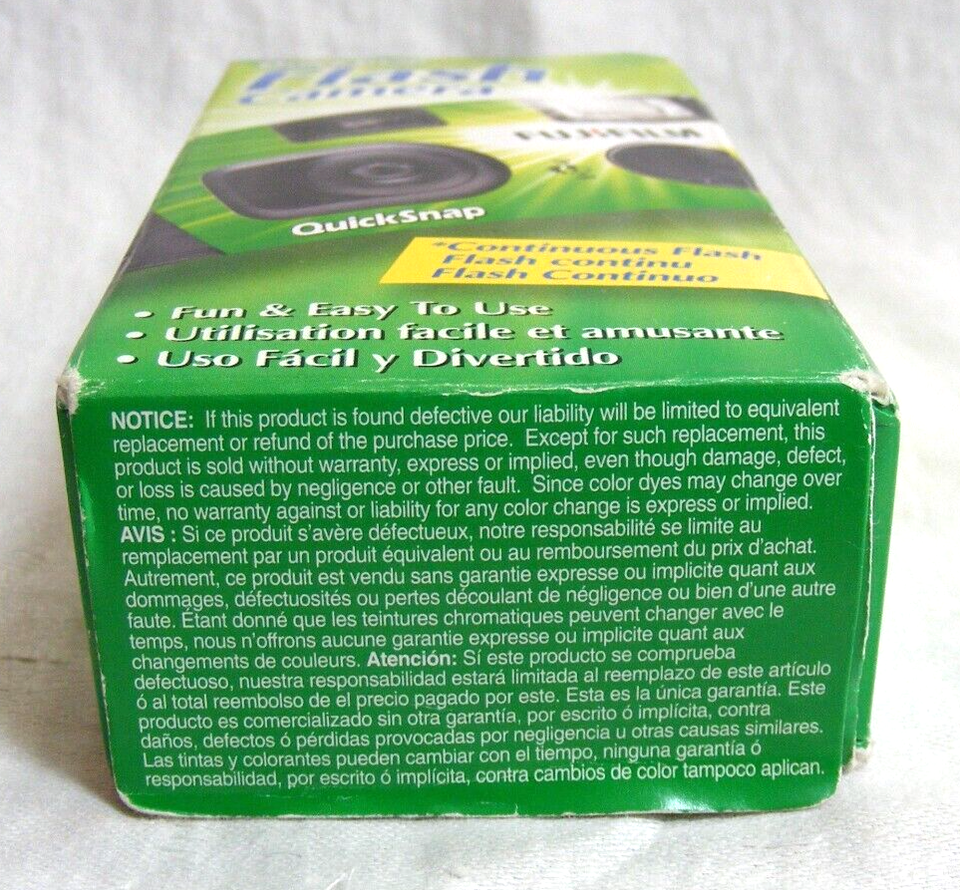 Flash
Camera
FUJIFILM
QuickSnap
*Continuous Flash
Flash continu
Flash Continuo
• Fun & Easy To Use
• Utilisation facile et amusante
• Uso Fácil y Divertido
NOTICE: If this product is found defective our liability will be limited to equivalent
replacement or refund of the purchase price. Except for such replacement, this
product is sold without warranty, express or implied, even though damage, defect,
or loss is caused by negligence or other fault. Since color dyes may change over
time, no warranty against or liability for any color change is express or implied.
AVIS : Si ce produit s'avère défectueux, notre responsabilité se limite au
remplacement par un produit équivalent ou au remboursement du prix d'achat.
Autrement, ce produit est vendu sans garantie expresse ou implicite quant aux
dommages, défectuosités ou pertes découlant de négligence ou bien d'une autre
faute. Étant donné que les teintures chromatiques peuvent changer avec le
temps, nous n'offrons aucune garantie expresse ou implicite quant aux
changements de couleurs. Atención: Sí este producto se comprueba
defectuoso, nuestra responsabilidad estará limitada al reemplazo de este artículo
ó al total reembolso de el precio pagado por este. Esta es la única garantía. Este
producto es comercializado sin otra garantía, por escrito ó implícita, contra
daños, defectos ó pérdidas provocadas por negligencia u otras causas similares.
Las tintas y colorantes pueden cambiar con el tiempo, ninguna garantía ó
responsabilidad, por escrito ó implícita, contra cambios de color tampoco aplican.